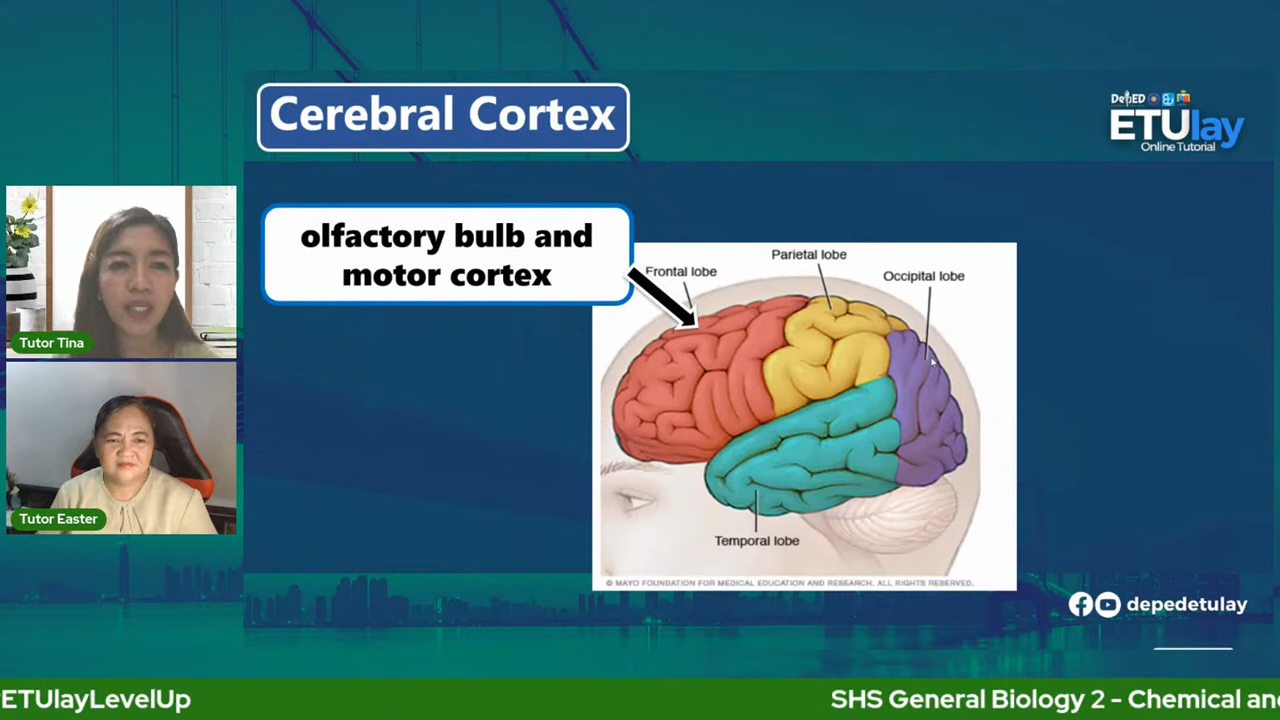 Cerebral Cortex
DepED
ETUlay
Online Tutorial
olfactory bulb and
motor cortex
Frontal lobe
Parietal lobe
Occipital lobe
Temporal lobe
© MAYO FOUNDATION FOR MEDICAL EDUCATION AND RESEARCH. ALL RIGHTS RESERVED.
Tutor Tina
Tutor Easter
depedetulay
ETUlayLevelUp
SHS General Biology 2 - Chemical and